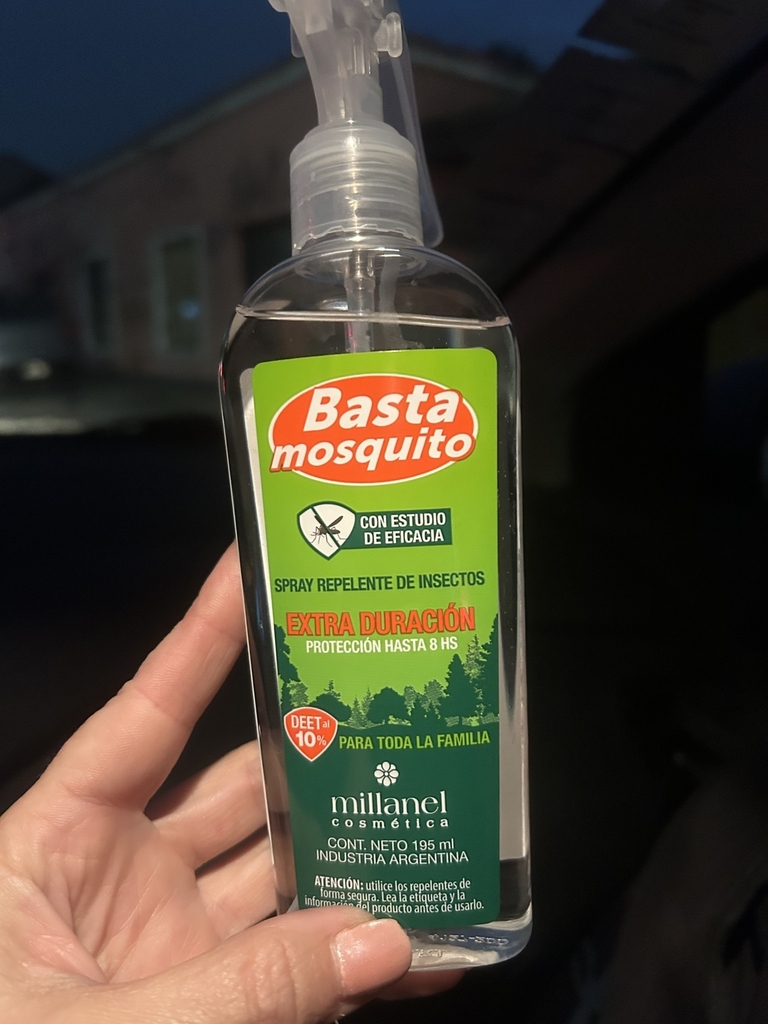 Basta
mosquito
CON ESTUDIO
DE EFICACIA
SPRAY REPELENTE DE INSECTOS
EXTRA DURACIÓN
PROTECCIÓN HASTA 8 HS
DEET al
10%
PARA TODA LA FAMILIA
millanel
cosmética
CONT. NETO 195 ml
INDUSTRIA ARGENTINA
ATENCIÓN: utilice los repelentes de
forma segura. Lea la etiqueta y la
información del producto antes de usarlo.